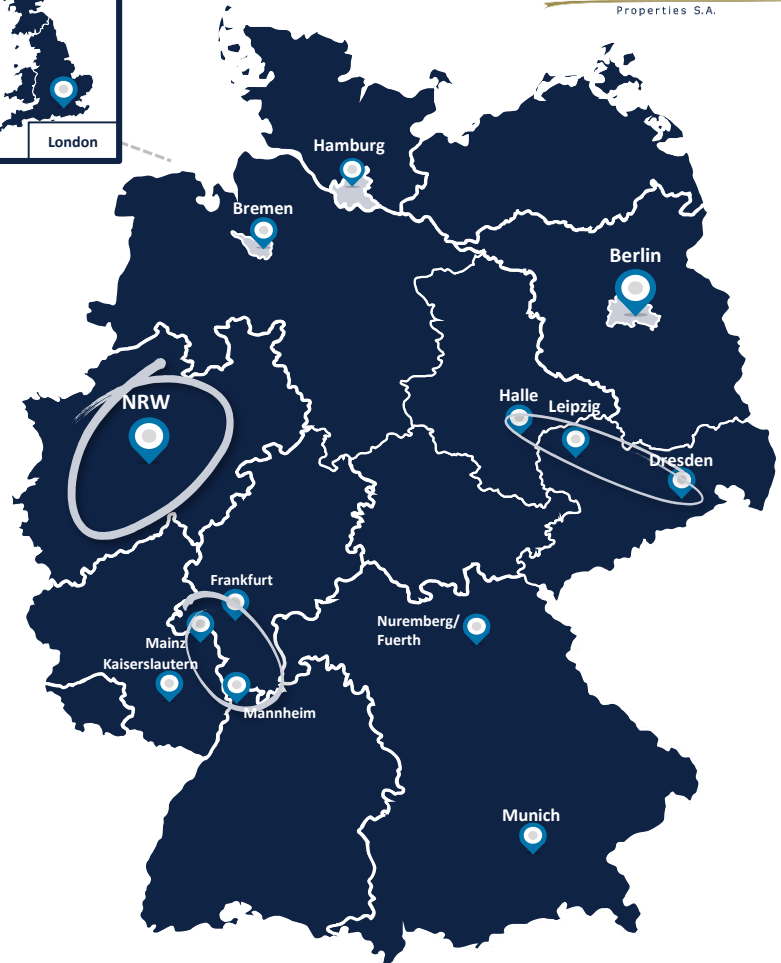 Properties S.A.
London
Hamburg
Bremen
Berlin
NRW
Halle
Leipzig
Dresden
Frankfurt
Nuremberg/
Fuerth
Mainz
Kaiserslautern
Mannheim
Munich